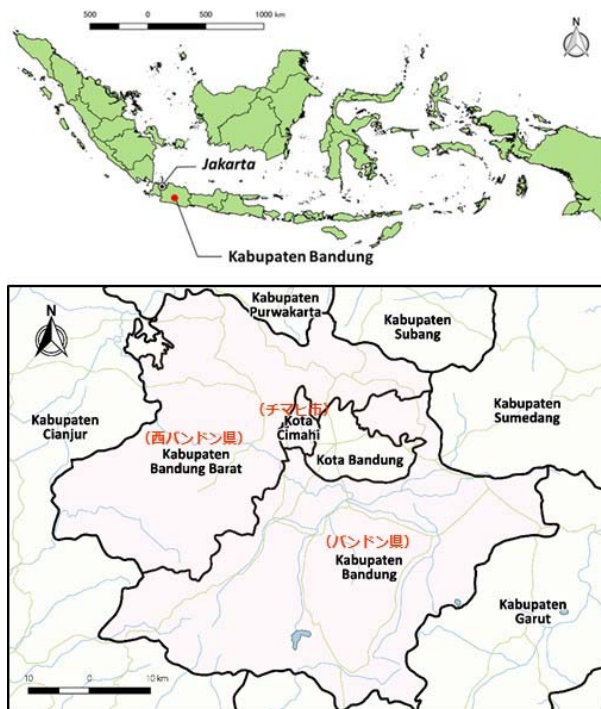 500
0
500
1000 km
N
Jakarta
Kabupaten Bandung
N
Kabupaten
Purwakarta
Kabupaten
Subang
Kabupaten
Cianjur
(チマヒ市)
Kota
Cimahi
Kabupaten
Sumedang
(西バンドン県)
Kabupaten
Bandung Barat
Kota Bandung
(バンドン県)
Kabupaten
Bandung
Kabupaten
Garut
10
0
10 km